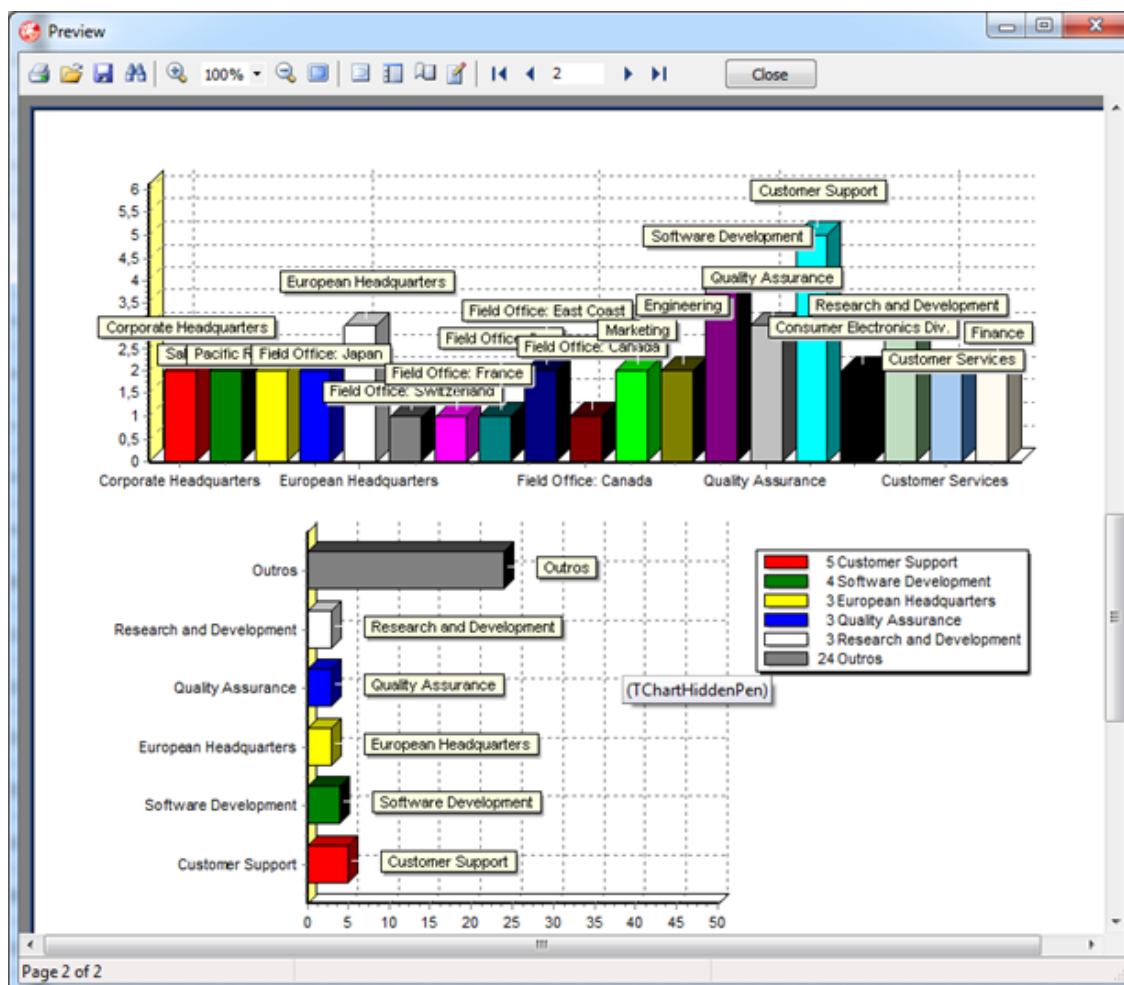 Preview
100%
2
Close
6
5,5
5
4,5
4
3,5
2,5
2
1,5
1
0,5
0
Customer Support
Software Development
Quality Assurance
European Headquarters
Field Office: East Coast
Engineering
Research and Development
Corporate Headquarters
Field Office
Marketing
Consumer Electronics Div.
Finance
Pacific R
Field Office: Japan
Field Office: Canada
Customer Services
Field Office: France
Field Office: Switzerland
Corporate Headquarters European Headquarters Field Office: Canada Quality Assurance Customer Services
Outros
Research and Development
Quality Assurance
European Headquarters
Software Development
Customer Support
Outros
Research and Development
Quality Assurance
European Headquarters
Software Development
Customer Support
0 5 10 15 20 25 30 35 40 45 50
5 Customer Support
4 Software Development
3 European Headquarters
3 Quality Assurance
3 Research and Development
24 Outros
(TChartHiddenPen)
Page 2 of 2